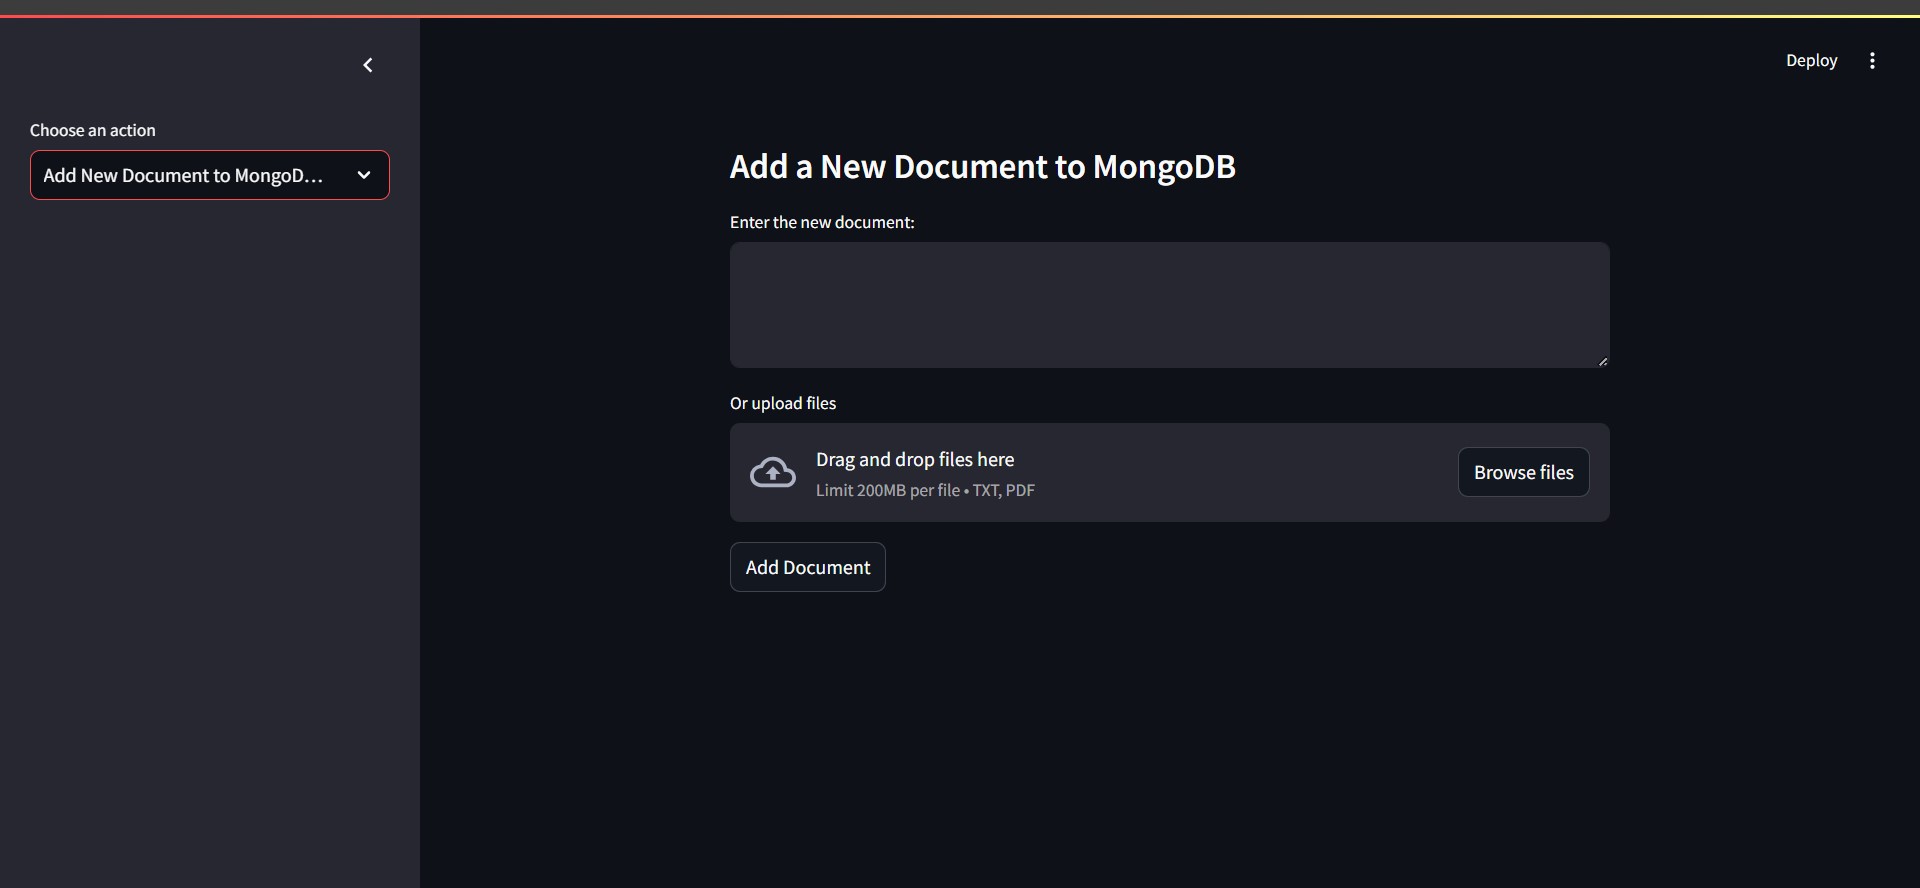 Deploy
Choose an action
Add New Document to MongoD...
Add a New Document to MongoDB
Enter the new document:
Or upload files
Drag and drop files here
Limit 200MB per file • TXT, PDF
Browse files
Add Document